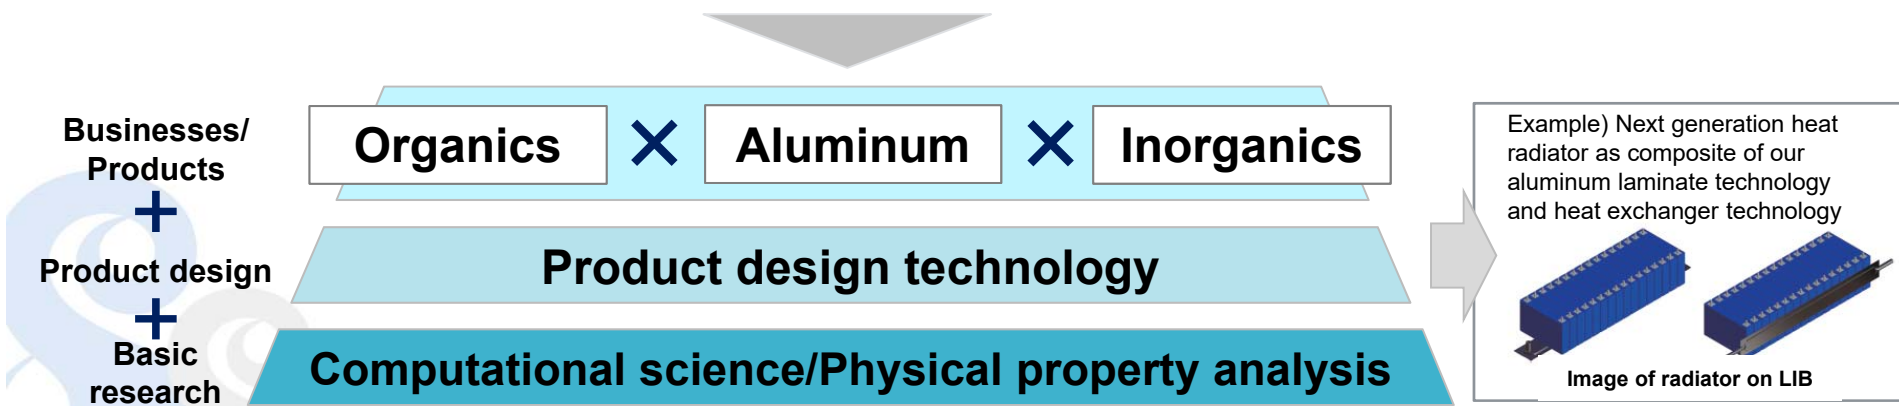 Businesses/
Products
+
Product design
+
Basic
research
Organics × Aluminum × Inorganics
Product design technology
Computational science/Physical property analysis
Example) Next generation heat
radiator as composite of our
aluminum laminate technology
and heat exchanger technology
Image of radiator on LIB